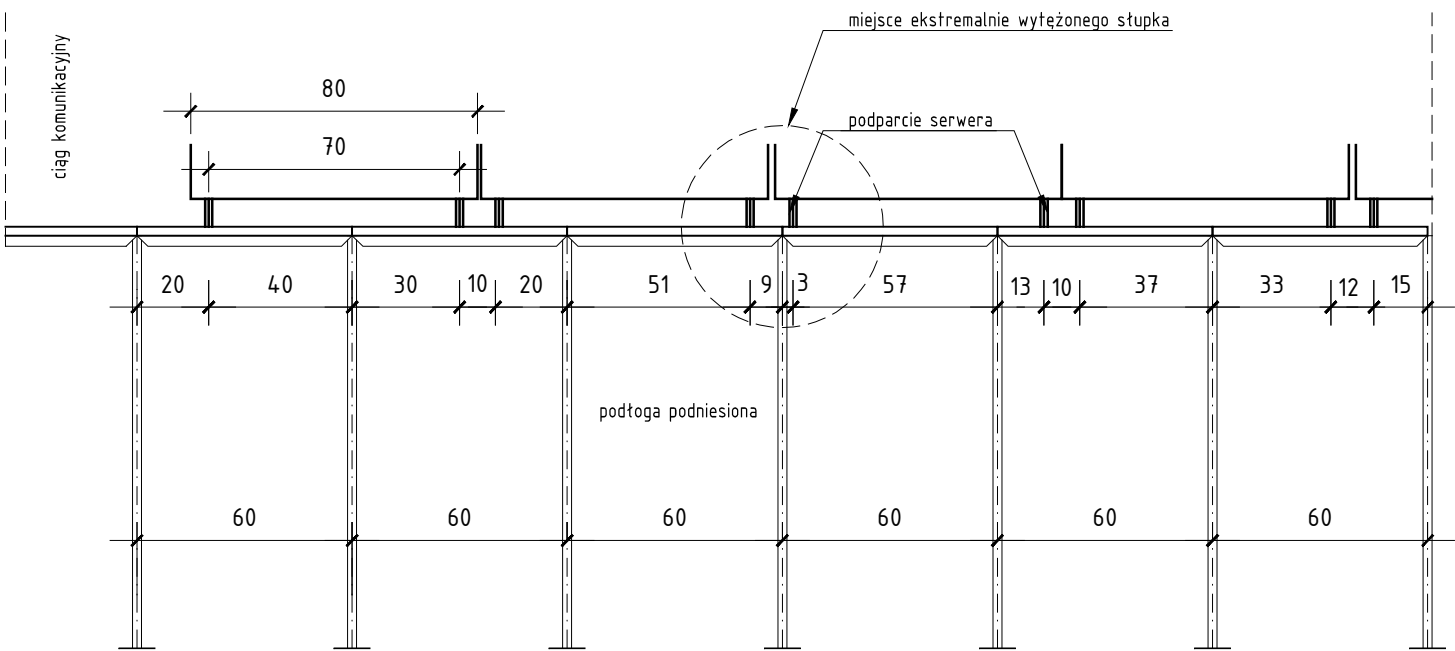 miejsce ekstremalnie wytężonego słupka
ciąg komunikacyjny
80
podparcie serwera
70
20 40 30 10 20 51 9 3 57 13 10 37 33 12 15
podłoga podniesiona
60 60 60 60 60 60